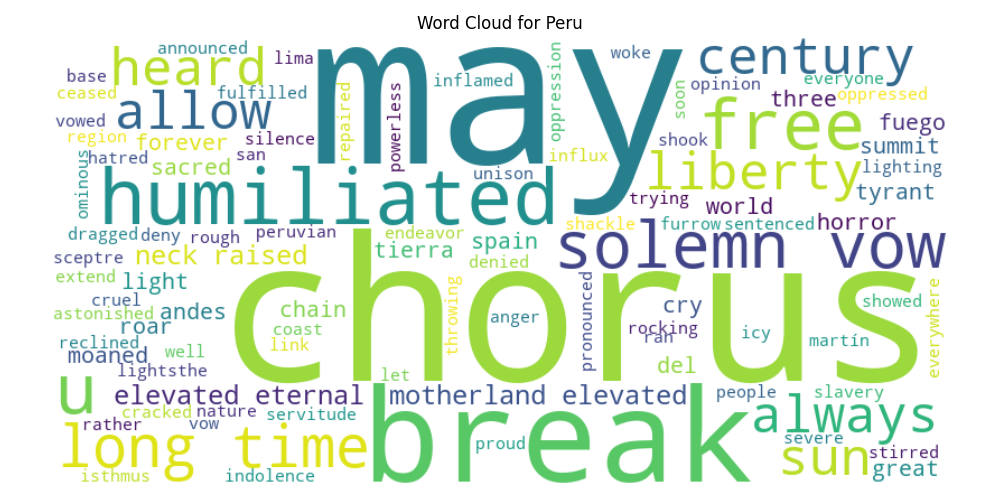 Word Cloud for Peru
announced
may
woke
century
heard
lima
base
inflamed
oppression
soon
opinion
everyone
ceased
fulfilled
repaired
powerless
three
oppressed
allow
free
vowed
fuego
region
forever
silence
shook
summit
hatred
san
influx
liberty
lighting
ominous
sacred
unison
humiliated
trying
world
tyrant
shackle
furrow
sentenced
horror
dragged
deny
rough
peruvian
endeavor
spain
solemn vow
sceptre
neck raised
tierra
denied
extend
light
chorus
cruel
andes
chain
throwing
anger
pronounced
cry
showed
everywhere
astonished
roar
coast
rocking
ran
icy
martín
reclined
link
moaned
well
del
lightsthe
let
u
elevated eternal
motherland elevated
people
slavery
break
always
cracked
nature
servitude
rather
vow
long time
proud
severe
sun
stirred
great
isthmus
indolence